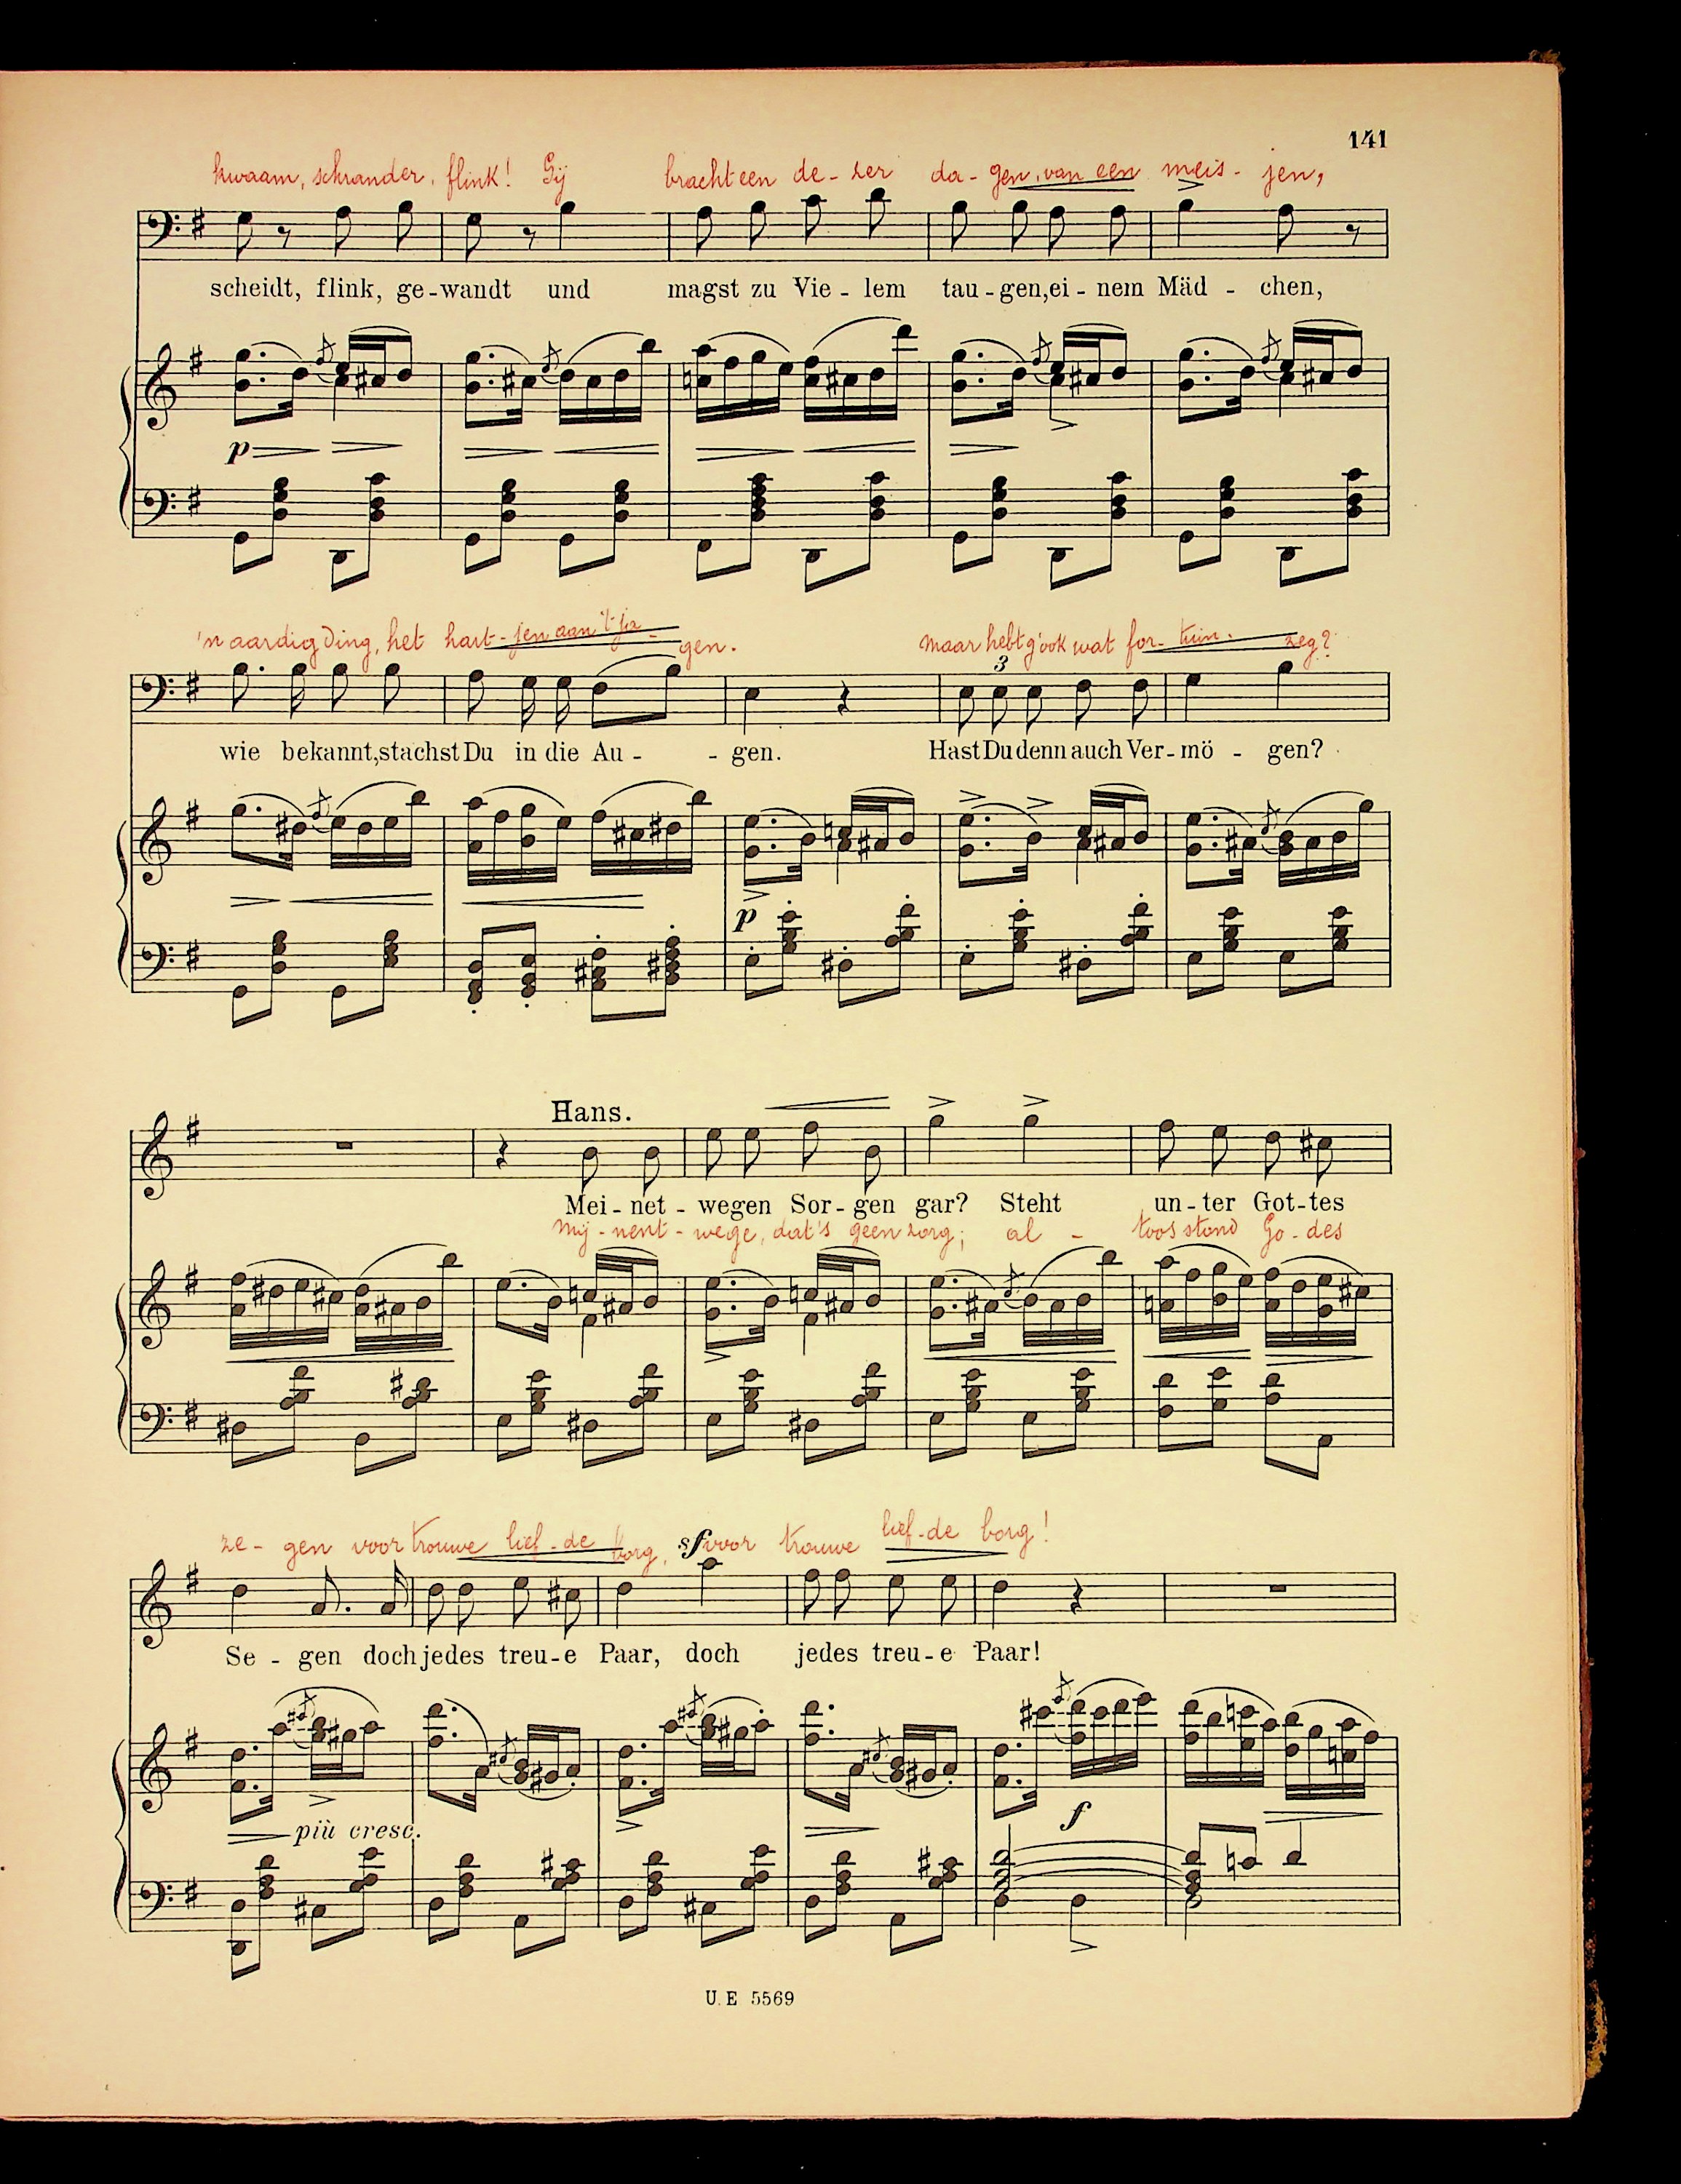 141
kwaam, schrander, flink! Gij bracht een de-zer da-gen, van een meis-jen,
scheidt, flink, ge-wandt und magst zu Vie-lem tau-gen, ei-nem Mäd-chen,
p
'n aardig ding, het hart-jen aan 't ja-gen. maar hebt g'ook wat for-tuin zeg?
3
wie bekannt, stachst Du in die Au--gen. Hast Du denn auch Ver-mö-gen?
p
Hans.
Mei-net-wegen Sor-gen gar? Steht un-ter Got-tes
Mij-nent-wege, dat's geen zorg; al-toos stond Go-des
ze-gen voor trouwe lief-de borg, sf voor trouwe lief-de borg!
Se-gen doch jedes treu-e Paar, doch jedes treu-e Paar!
più cresc. f
U.E 5569